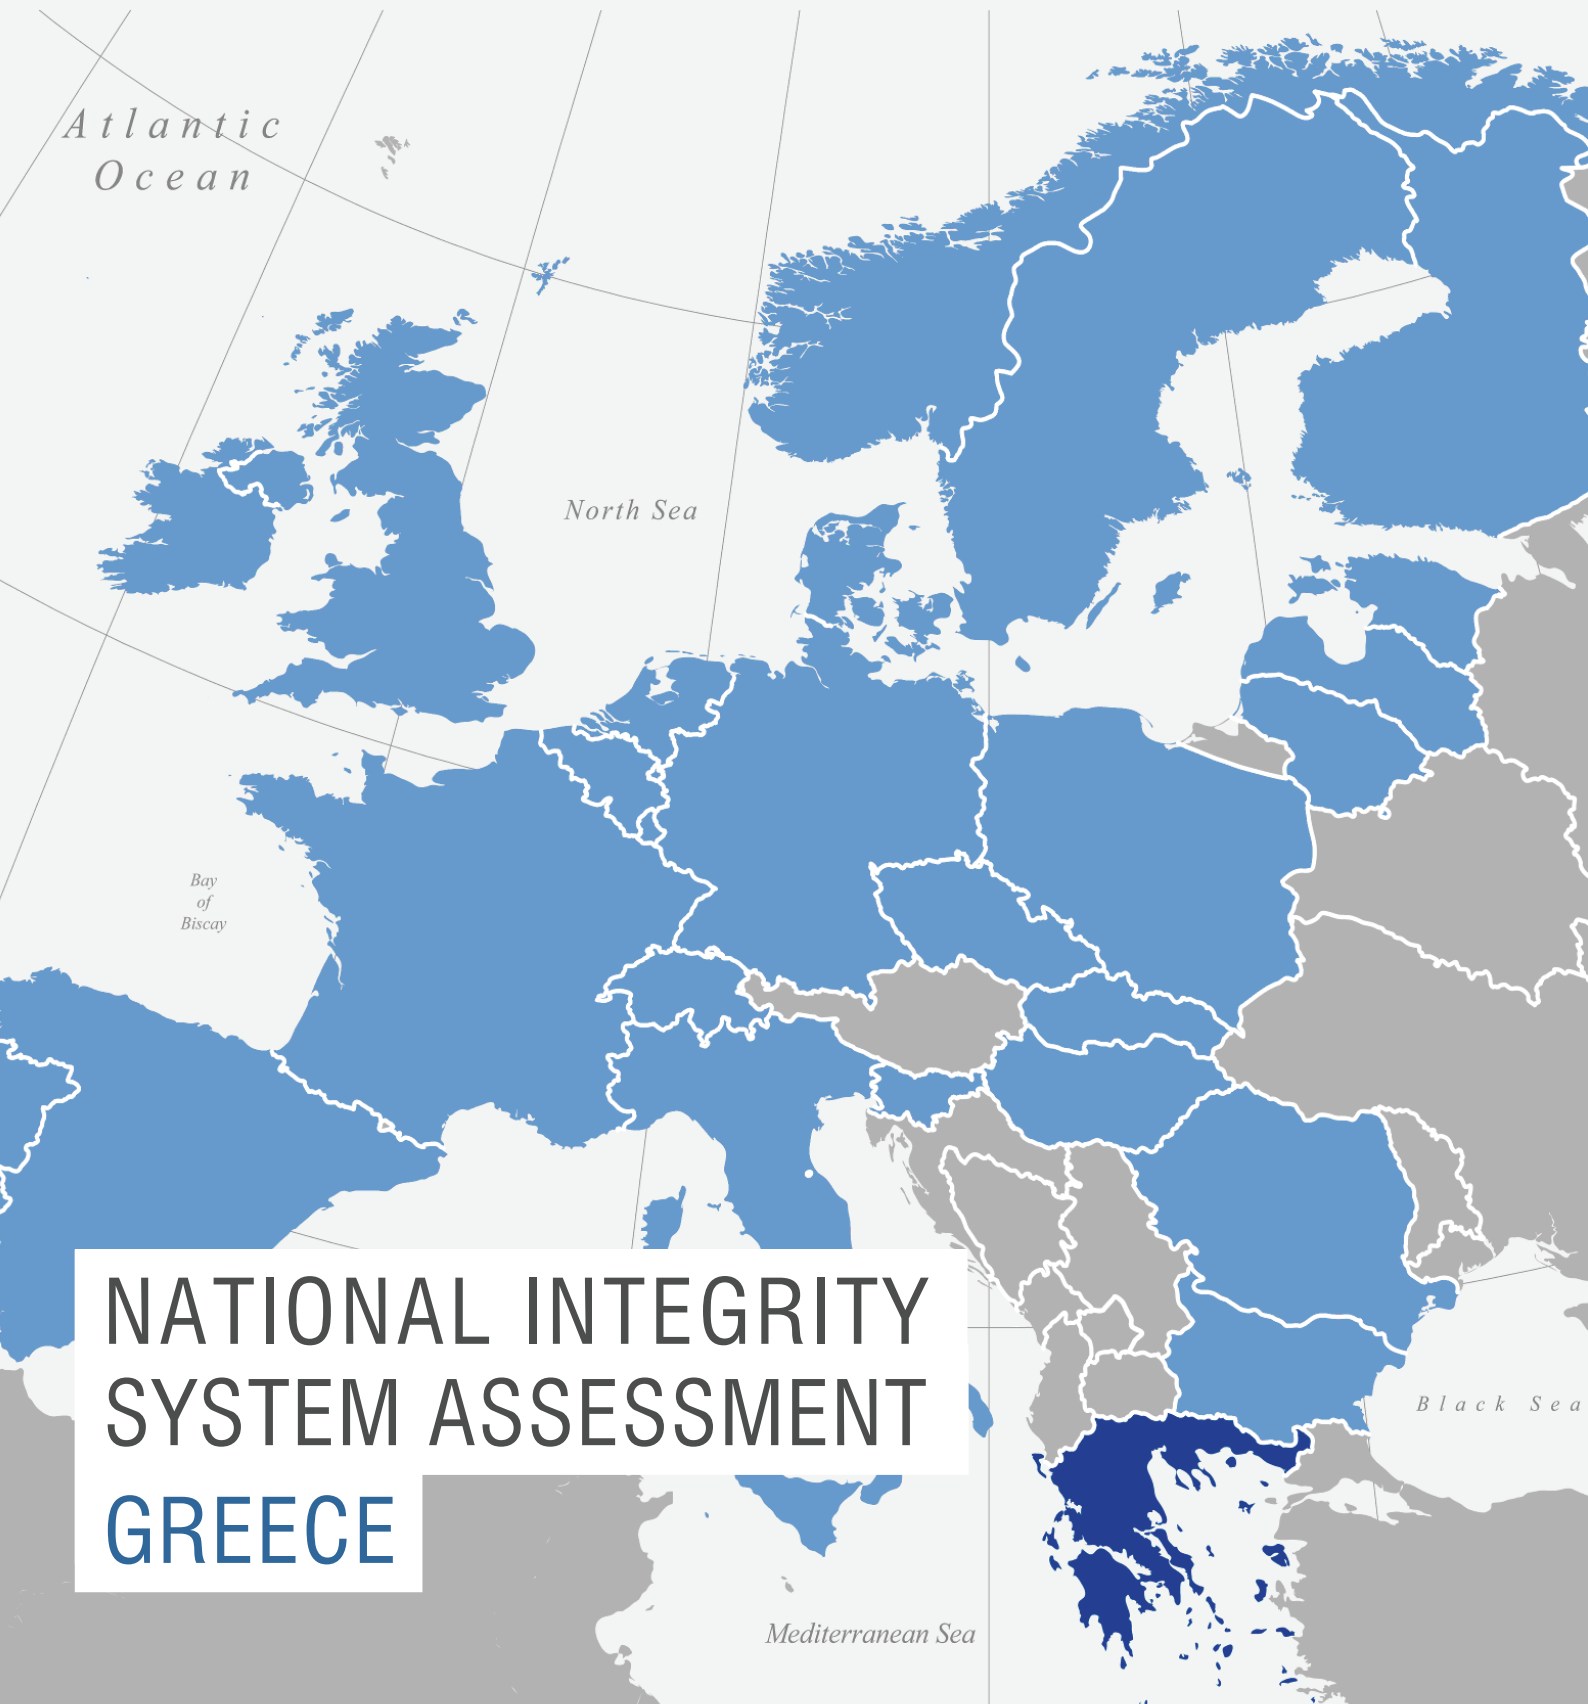 Atlantic
Ocean
North Sea
Bay
of
Biscay
NATIONAL INTEGRITY
SYSTEM ASSESSMENT
Black Sea
GREECE
Mediterranean Sea